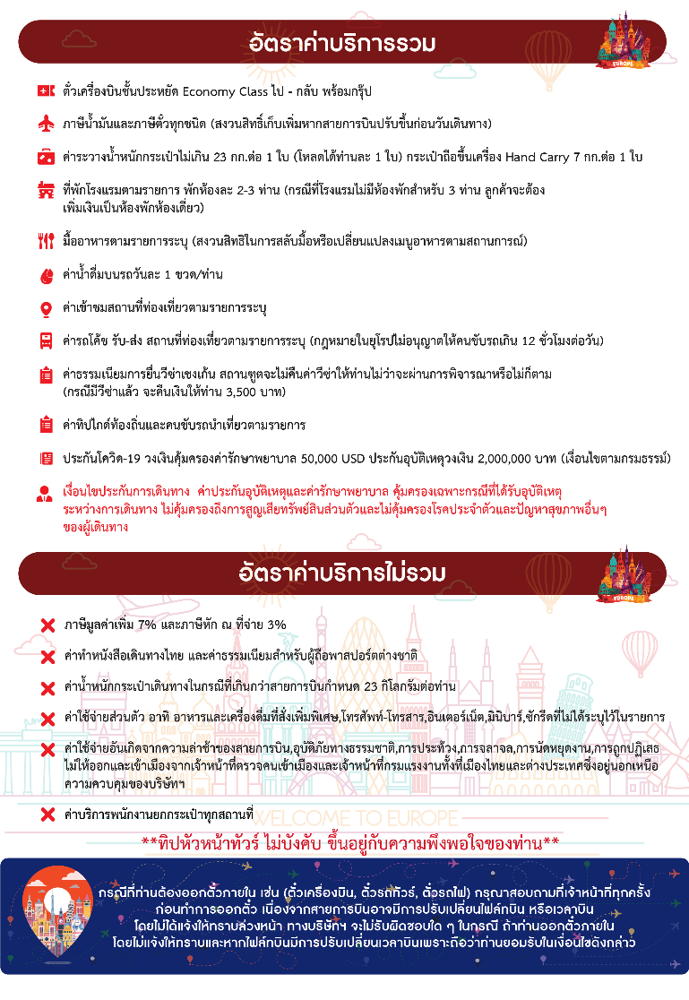 อัตราค่าบริการรวม
EUROPE
ตั๋วเครื่องบินชั้นประหยัด Economy Class ไป - กลับ พร้อมกรุ๊ป
ภาษีน้ำมันและภาษีตั๋วทุกชนิด (สงวนสิทธิ์เก็บเพิ่มหากสายการบินปรับขึ้นก่อนวันเดินทาง)
ค่าระวางน้ำหนักกระเป๋าไม่เกิน 23 กก.ต่อ 1 ใบ (โหลดได้ท่านละ 1 ใบ) กระเป๋าถือขึ้นเครื่อง Hand Carry 7 กก.ต่อ 1 ใบ
ที่พักโรงแรมตามรายการ พักห้องละ 2-3 ท่าน (กรณีที่โรงแรมไม่มีห้องพักสำหรับ 3 ท่าน ลูกค้าจะต้อง
เพิ่มเงินเป็นห้องพักห้องเดี่ยว)
มื้ออาหารตามรายการระบุ (สงวนสิทธิในการสลับมื้อหรือเปลี่ยนแปลงเมนูอาหารตามสถานการณ์)
ค่าน้ำดื่มบนรถวันละ 1 ขวด/ท่าน
ค่าเข้าชมสถานที่ท่องเที่ยวตามรายการระบุ
ค่ารถโค้ช รับ-ส่ง สถานที่ท่องเที่ยวตามรายการระบุ (กฎหมายในยุโรปไม่อนุญาตให้คนขับรถเกิน 12 ชั่วโมงต่อวัน)
ค่าธรรมเนียมการยื่นวีซ่าเชงเก้น สถานทูตจะไม่คืนค่าวีซ่าให้ท่านไม่ว่าจะผ่านการพิจารณาหรือไม่ก็ตาม
(กรณีมีวีซ่าแล้ว จะคืนเงินให้ท่าน 3,500 บาท)
ค่าทิปไกด์ท้องถิ่นและคนขับรถนำเที่ยวตามรายการ
ประกันโควิด-19 วงเงินคุ้มครองค่ารักษาพยาบาล 50,000 USD ประกันอุบัติเหตุวงเงิน 2,000,000 บาท (เงื่อนไขตามกรมธรรม์)
เงื่อนไขประกันการเดินทาง ค่าประกันอุบัติเหตุและค่ารักษาพยาบาล คุ้มครองเฉพาะกรณีที่ได้รับอุบัติเหตุ
ระหว่างการเดินทาง ไม่คุ้มครองถึงการสูญเสียทรัพย์สินส่วนตัวและไม่คุ้มครองโรคประจำตัวและปัญหาสุขภาพอื่นๆ
ของผู้เดินทาง
อัตราค่าบริการไม่รวม
EUROPE
ภาษีมูลค่าเพิ่ม 7% และภาษีหัก ณ ที่จ่าย 3%
ค่าทำหนังสือเดินทางไทย และค่าธรรมเนียมสำหรับผู้ถือพาสปอร์ตต่างชาติ
ค่าน้ำหนักกระเป๋าเดินทางในกรณีที่เกินกว่าสายการบินกำหนด 23 กิโลกรัมต่อท่าน
ค่าใช้จ่ายส่วนตัว อาทิ อาหารและเครื่องดื่มที่สั่งเพิ่มพิเศษ,โทรศัพท์-โทรสาร,อินเตอร์เน็ต,มินิบาร์,ซักรีดที่ไม่ได้ระบุไว้ในรายการ
ค่าใช้จ่ายอันเกิดจากความล่าช้าของสายการบิน,อุบัติภัยทางธรรมชาติ,การประท้วง,การจลาจล,การนัดหยุดงาน,การถูกปฏิเสธ
ไม่ให้ออกและเข้าเมืองจากเจ้าหน้าที่ตรวจคนเข้าเมืองและเจ้าหน้าที่กรมแรงงานทั้งที่เมืองไทยและต่างประเทศซึ่งอยู่นอกเหนือ
ความควบคุมของบริษัทฯ
ค่าบริการพนักงานยกกระเป๋าทุกสถานที่
WELCOME TO EUROPE
**ทิปหัวหน้าทัวร์ ไม่บังคับ ขึ้นอยู่กับความพึงพอใจของท่าน**
กรณีที่ท่านต้องออกตั๋วภายใน เช่น (ตั๋วเครื่องบิน, ตั๋วรถทัวร์, ตั๋วรถไฟ) กรุณาสอบถามที่เจ้าหน้าที่ทุกครั้ง
ก่อนทำการออกตั๋ว เนื่องจากสายการบินอาจมีการปรับเปลี่ยนไฟล์ทบิน หรือเวลาบิน
โดยไม่ได้แจ้งให้ทราบล่วงหน้า ทางบริษัทฯ จะไม่รับผิดชอบใด ๆ ในกรณี ถ้าท่านออกตั๋วภายใน
โดยไม่แจ้งให้ทราบและหากไฟล์ทบินมีการปรับเปลี่ยนเวลาบินเพราะถือว่าท่านยอมรับในเงื่อนไขดังกล่าว